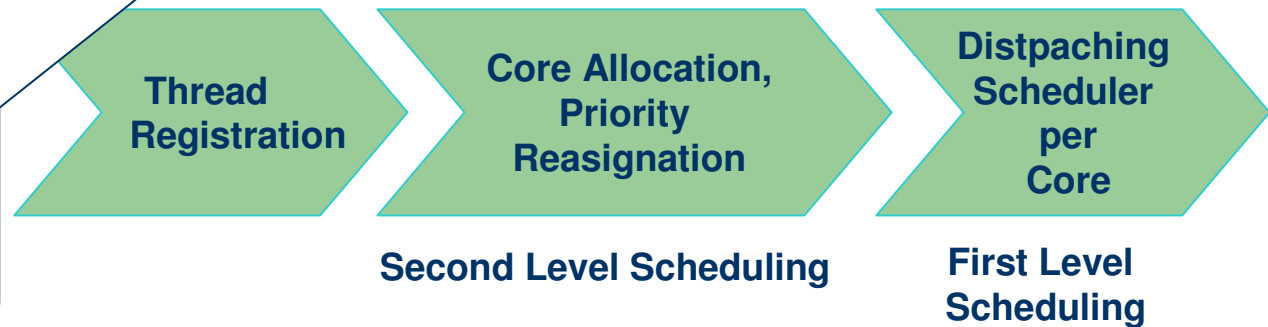 Thread
Registration
Core Allocation,
Priority
Reasignation
Distpaching
Scheduler
per
Core
Second Level Scheduling
First Level
Scheduling